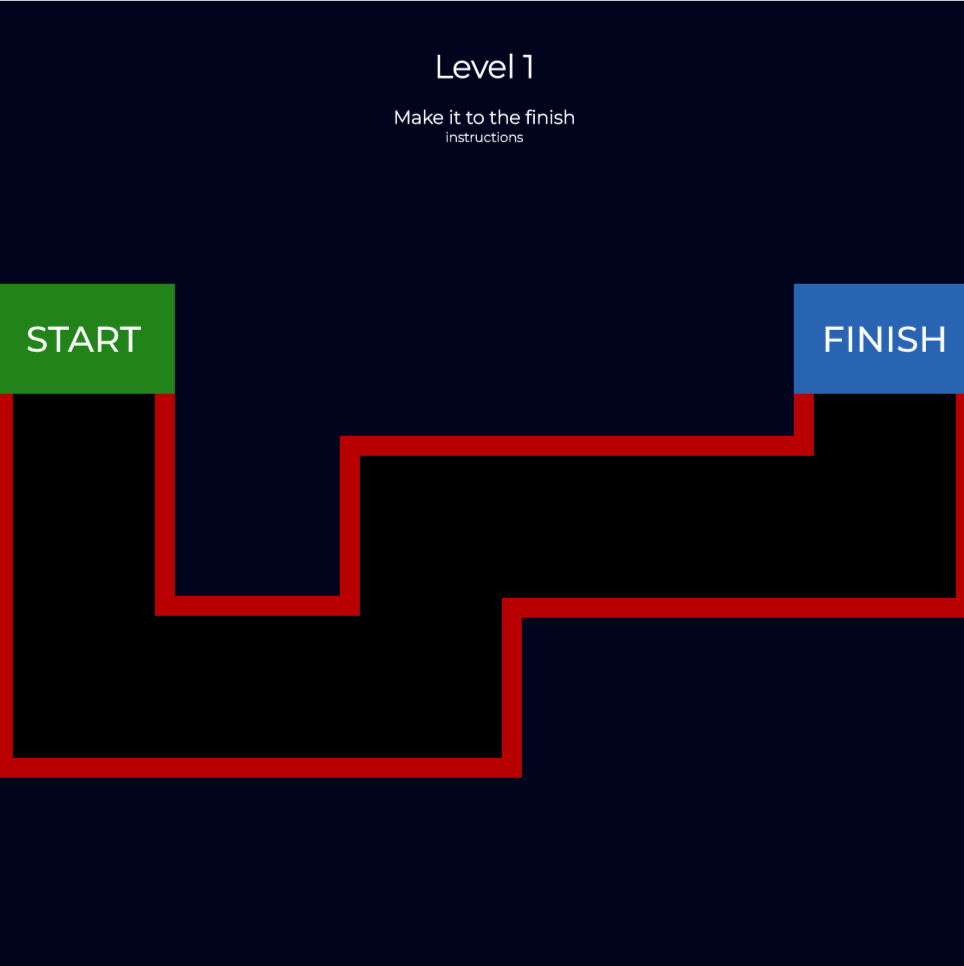 Level 1
Make it to the finish
instructions
START
FINISH